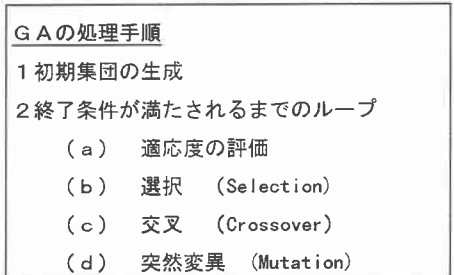 ＧＡの処理手順
１初期集団の生成
２終了条件が満たされるまでのループ
（ａ） 適応度の評価
（ｂ） 選択 （Selection）
（ｃ） 交叉 （Crossover）
（ｄ） 突然変異 （Mutation）